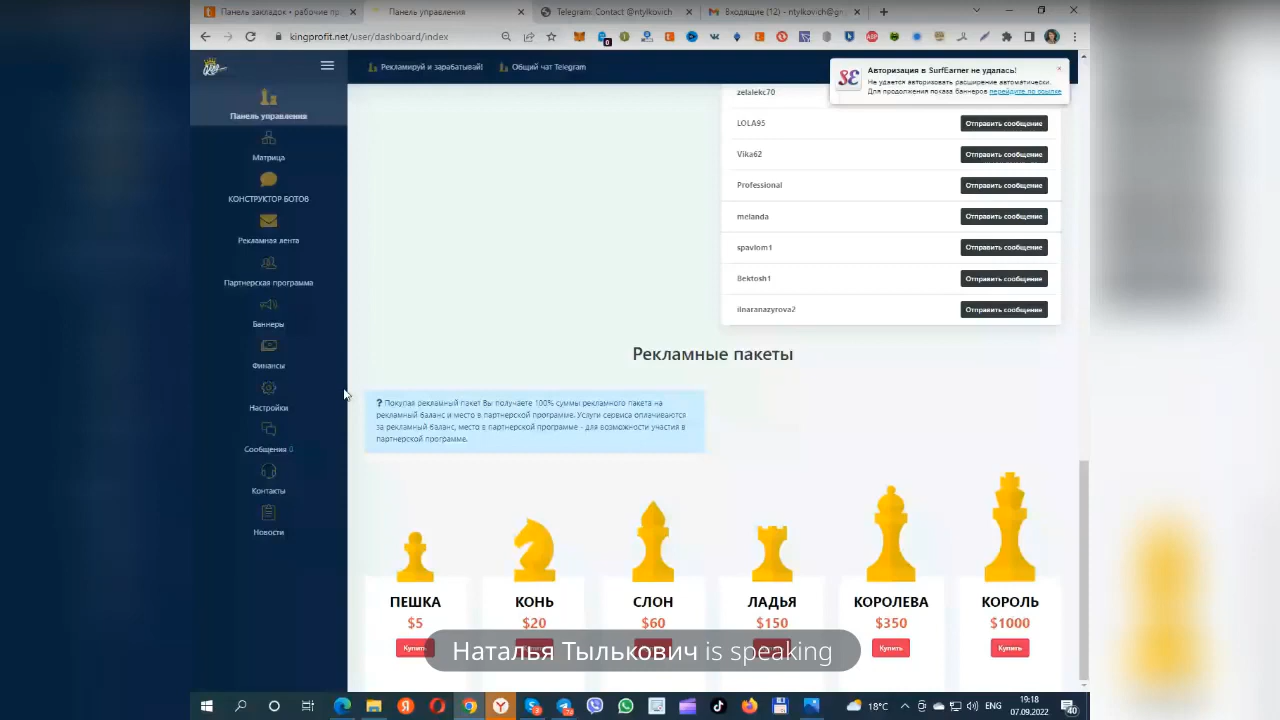 Панель закладок • рабочие пр
Панель управления
Telegram: Contact @ntylkovich
Входящие (12) - ntylkovich@gm
kingprofit.net/user/dashboard/index
Рекламируй и зарабатывай!
Общий чат Telegram
Авторизация в SurfEarner не удалась!
Не удается авторизовать расширение автоматически.
Для продолжения показа баннеров перейдите по ссылке
Панель управления
Матрица
КОНСТРУКТОР БОТОВ
Рекламная лента
Партнерская программа
Баннеры
Финансы
Настройки
Сообщения 0
Контакты
Новости
zelalekc70
LOLA95 Отправить сообщение
Vika62 Отправить сообщение
Professional Отправить сообщение
melanda Отправить сообщение
spavlom1 Отправить сообщение
Bektosh1 Отправить сообщение
ilnaranazyrova2 Отправить сообщение
Рекламные пакеты
? Покупая рекламный пакет Вы получаете 100% суммы рекламного пакета на
рекламный баланс и место в партнерской программе. Услуги сервиса оплачиваются
за рекламный баланс, место в партнерской программе - для возможности участия в
партнерской программе.
ПЕШКА КОНЬ СЛОН ЛАДЬЯ КОРОЛЕВА КОРОЛЬ
$5 $20 $60 $150 $350 $1000
Купить Купить Купить
Наталья Тылькович is speaking
18°C ENG 19:18
07.09.2022 40